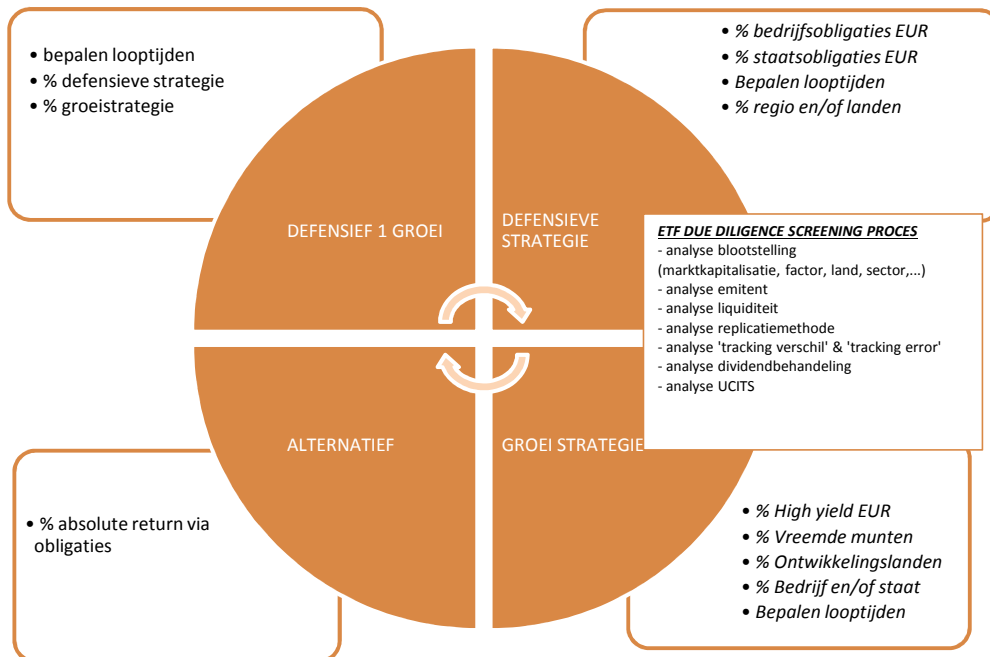 • bepalen looptijden
• % defensieve strategie
• % groeistrategie
• % bedrijfsobligaties EUR
• % staatsobligaties EUR
• Bepalen looptijden
• % regio en/of landen
DEFENSIEF 1 GROEI
DEFENSIEVE
STRATEGIE
ETF DUE DILIGENCE SCREENING PROCES
- analyse blootstelling
(marktkapitalisatie, factor, land, sector,...)
- analyse emitent
- analyse liquiditeit
- analyse replicatiemethode
- analyse 'tracking verschil' & 'tracking error'
- analyse dividendbehandeling
- analyse UCITS
ALTERNATIEF
GROEI STRATEGIE
• % absolute return via
obligaties
• % High yield EUR
• % Vreemde munten
• % Ontwikkelingslanden
• % Bedrijf en/of staat
• Bepalen looptijden